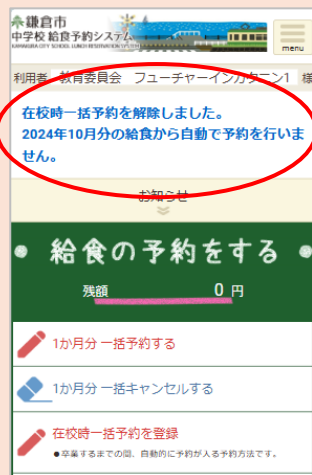 鎌倉市
中学校 給食予約システム
KAMAKURA CITY SCHOOL LUNCH RESERVATION SYSTEM
menu
利用者 教育委員会 フューチャーイン
様
在校時一括予約を解除しました。
2024年10月分の給食から自動で予約を行いま
せん。
お知らせ
給食の予約をする
残額 0 円
1か月分 一括予約する
1か月分 一括キャンセルする
在校時一括予約を登録
●卒業するまでの間、自動的に予約が入る予約方法です。